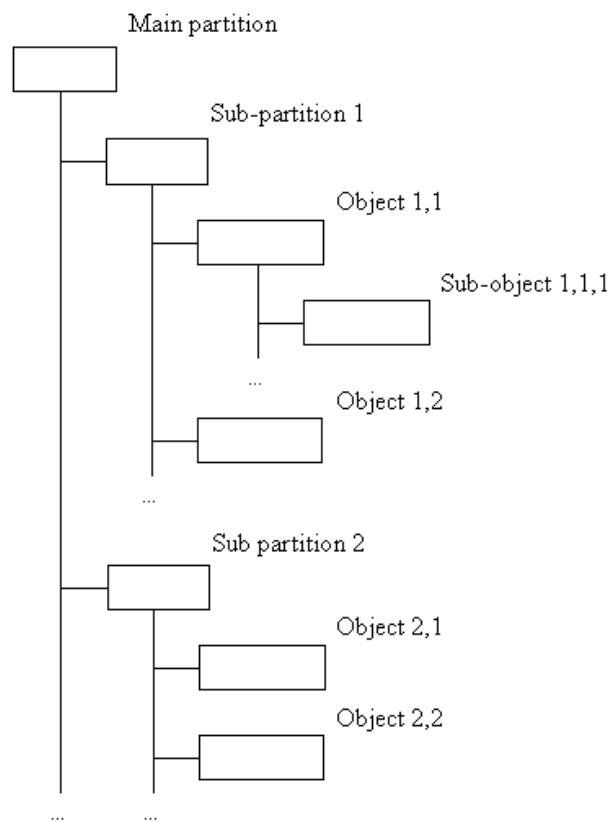 Main partition
Sub-partition 1
Object 1,1
Sub-object 1,1,1
...
Object 1,2
...
Sub partition 2
Object 2,1
Object 2,2
... ...